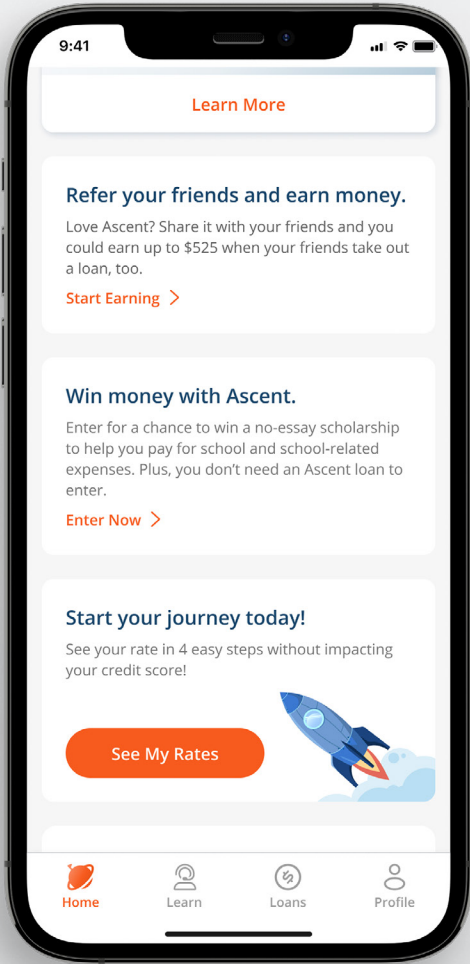 9:41
Learn More
Refer your friends and earn money.
Love Ascent? Share it with your friends and you
could earn up to $525 when your friends take out
a loan, too.
Start Earning
Win money with Ascent.
Enter for a chance to win a no-essay scholarship
to help you pay for school and school-related
expenses. Plus, you don't need an Ascent loan to
enter.
Enter Now
Start your journey today!
See your rate in 4 easy steps without impacting
your credit score!
See My Rates
Home Learn Loans Profile